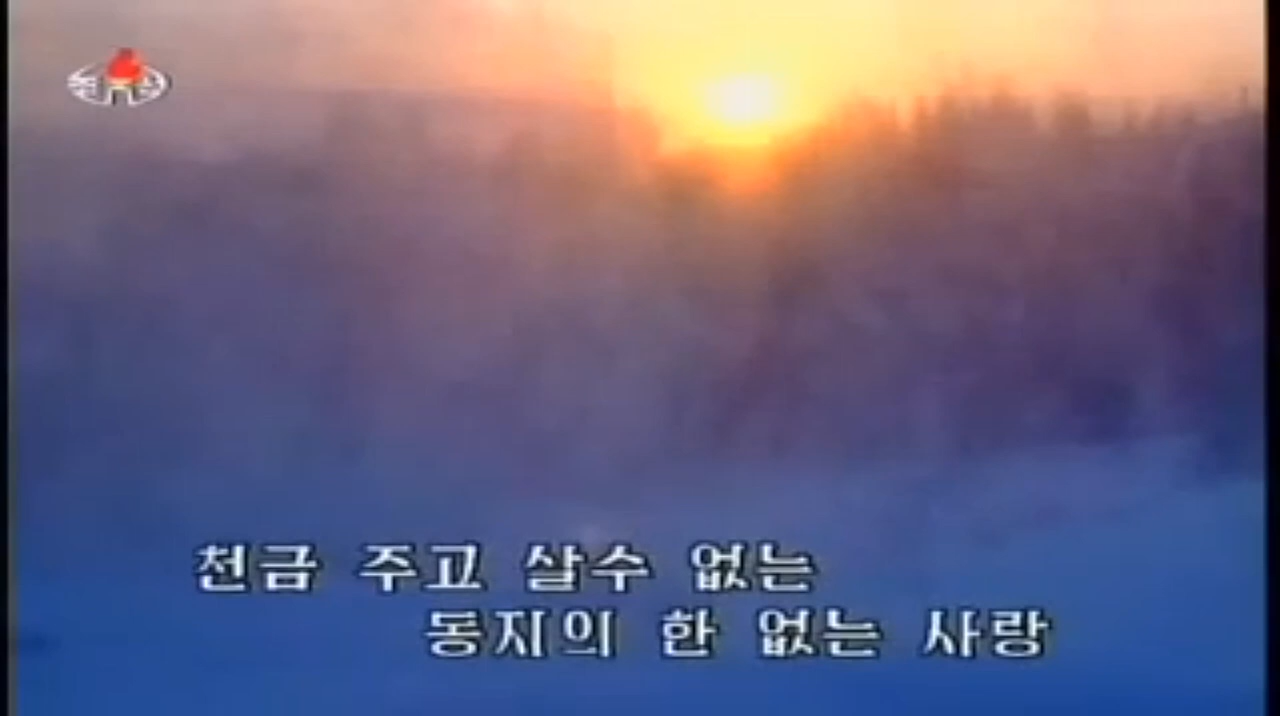 천금 주고 살수 없는
동지의 한 없는 사랑